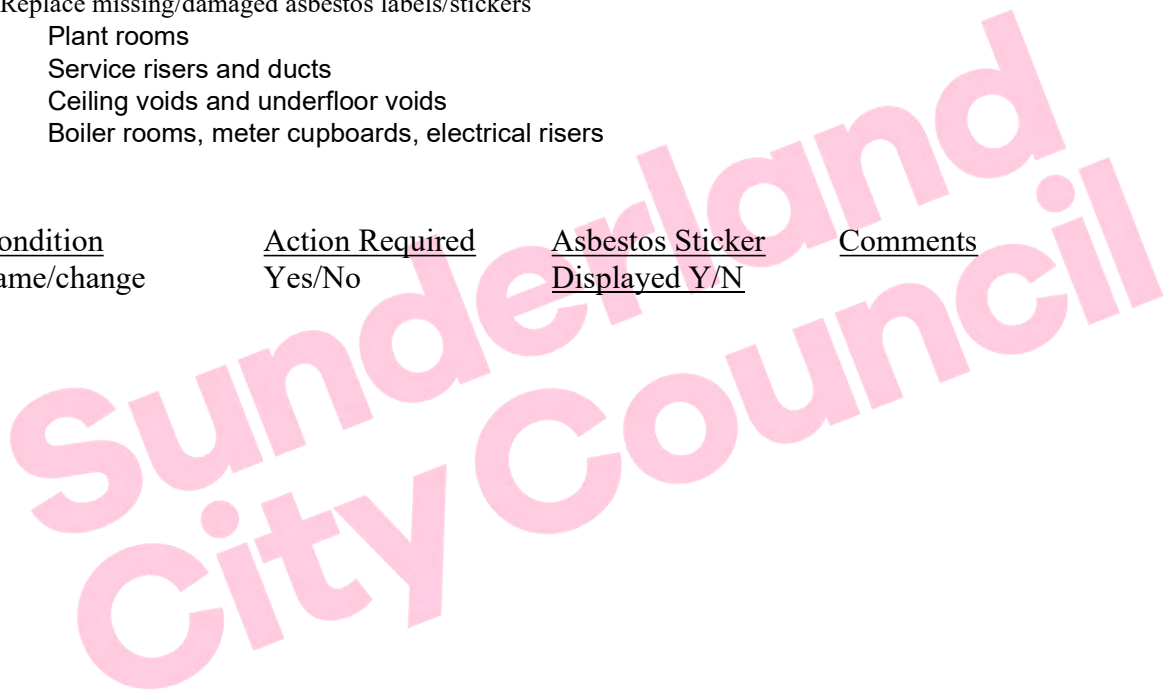 Replace missing/damaged asbestos labels/stickers
Plant rooms
Service risers and ducts
Ceiling voids and underfloor voids
Boiler rooms, meter cupboards, electrical risers
ondition Action Required Asbestos Sticker Comments
ame/change Yes/No Displayed Y/N
Sunderland
City Council